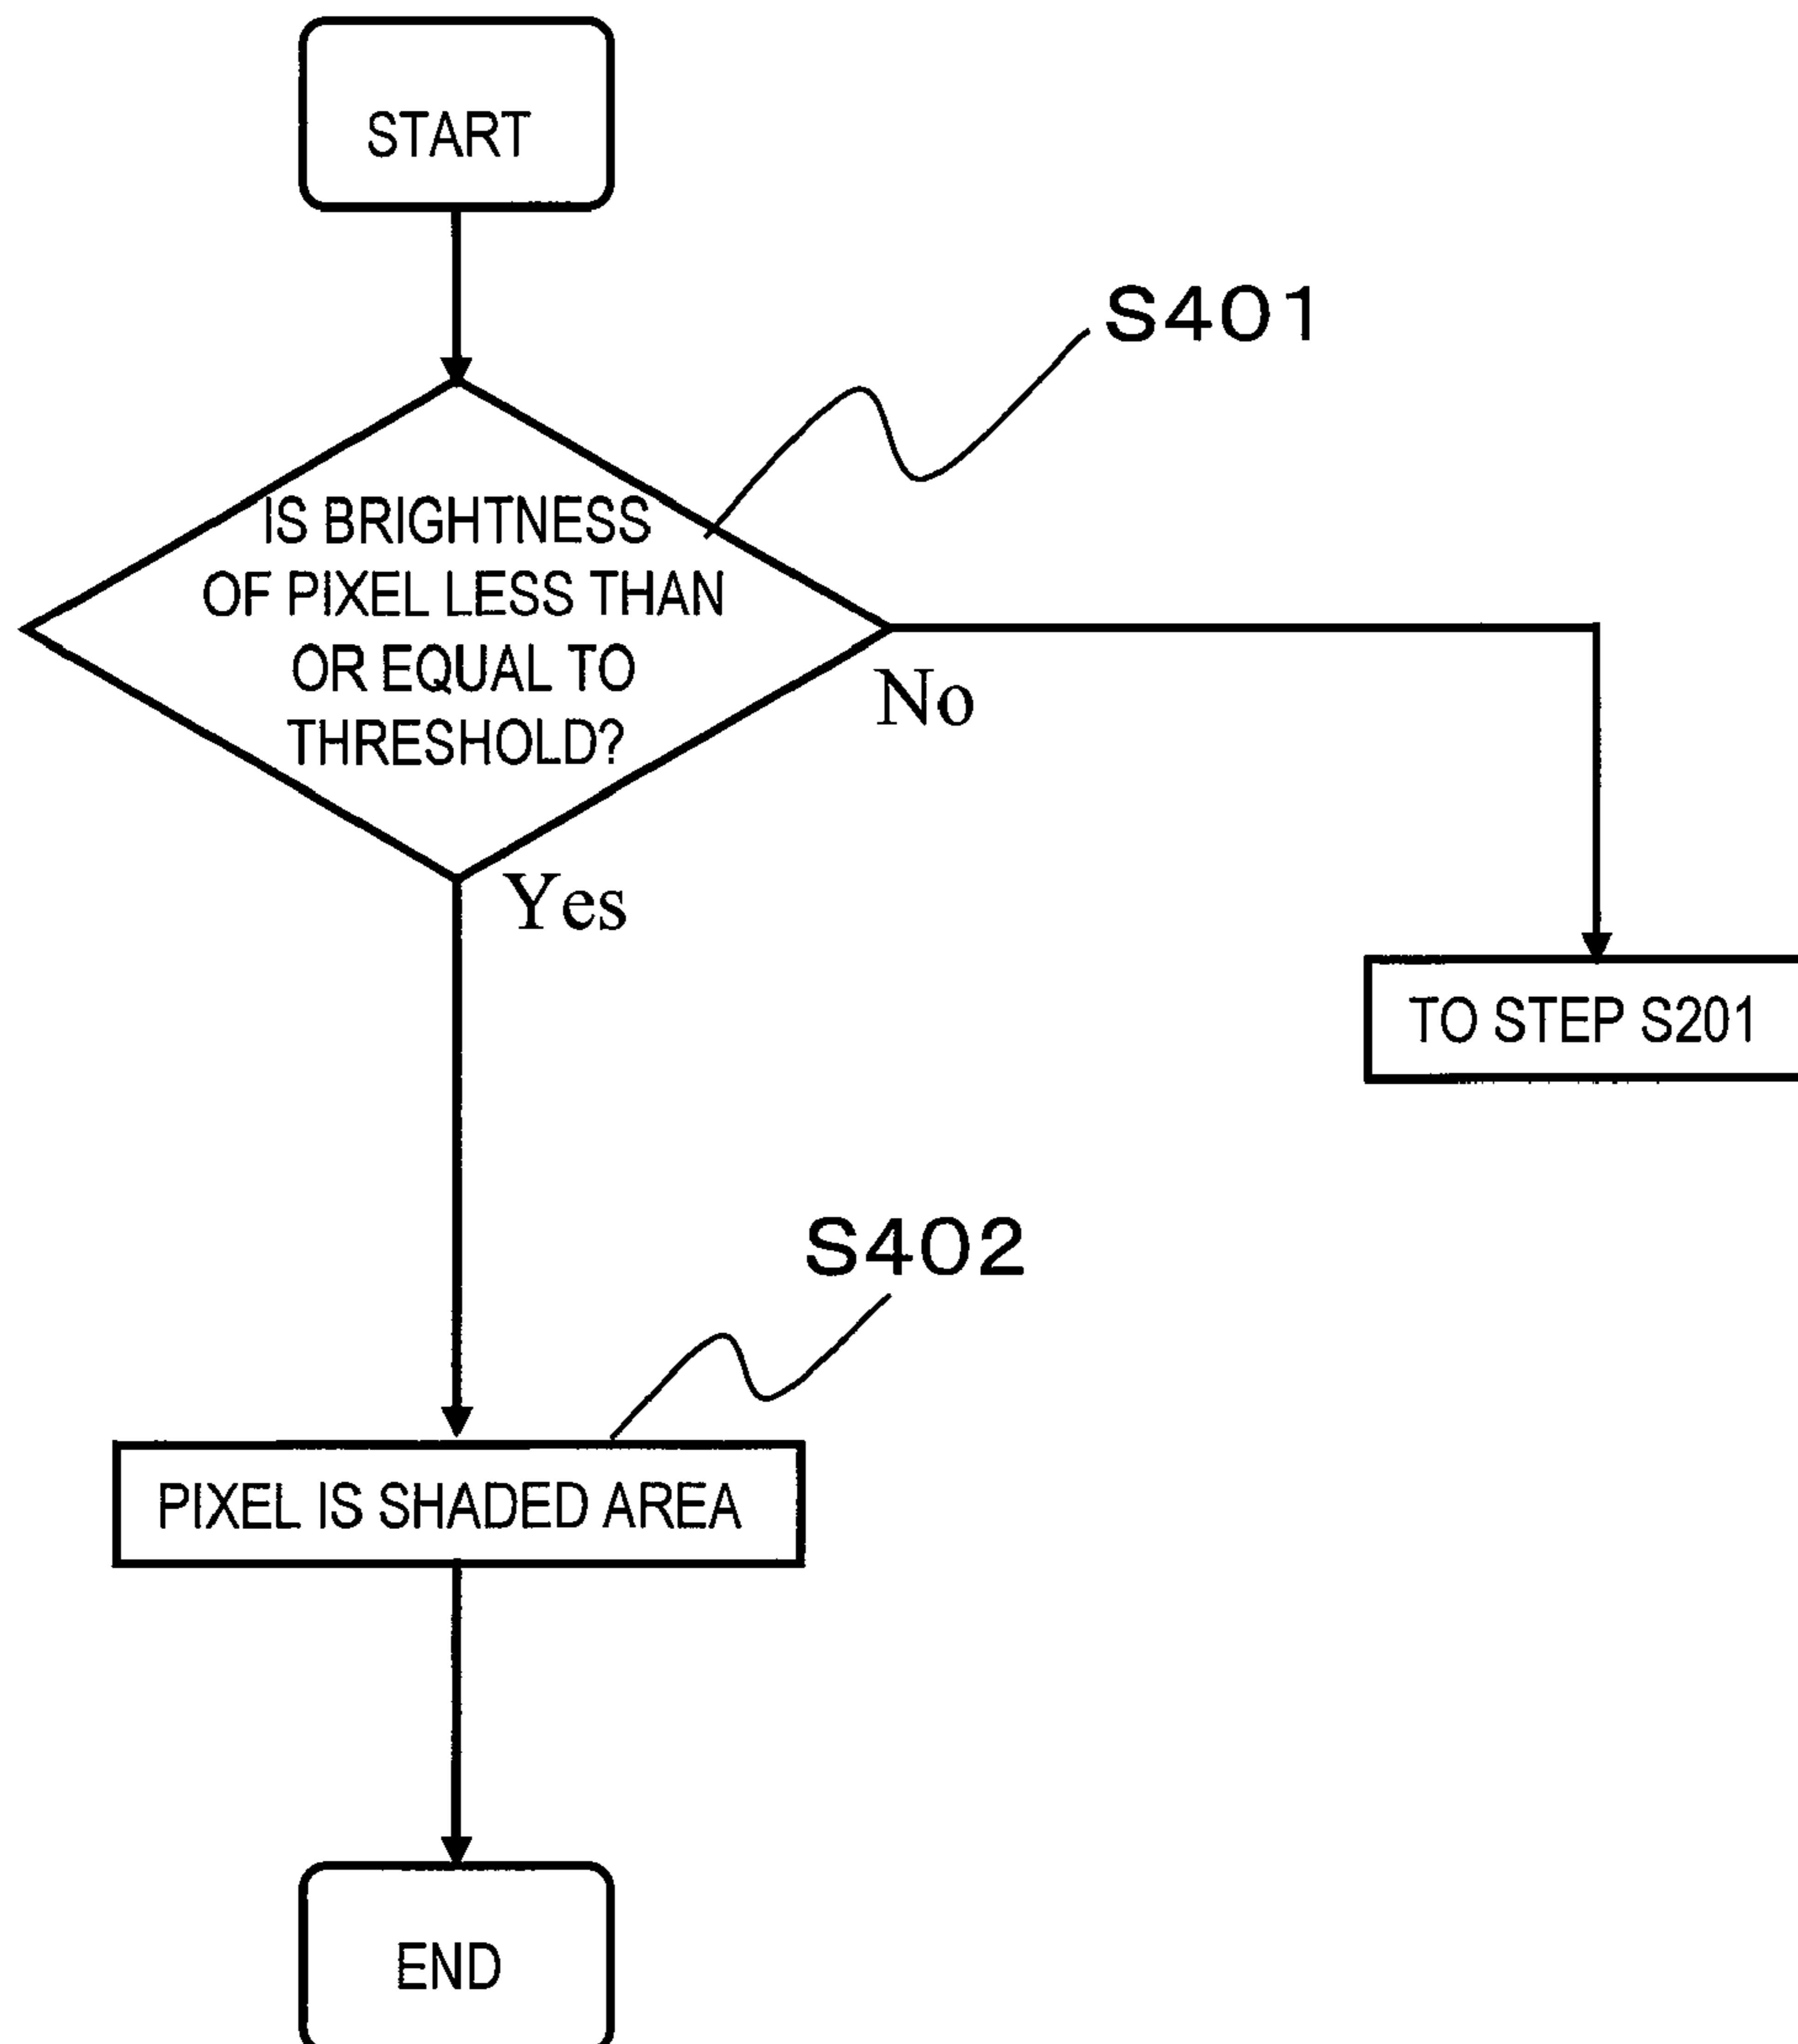 START
S401
IS BRIGHTNESS
OF PIXEL LESS THAN
OR EQUAL TO
THRESHOLD?
No
Yes
TO STEP S201
S402
PIXEL IS SHADED AREA
END